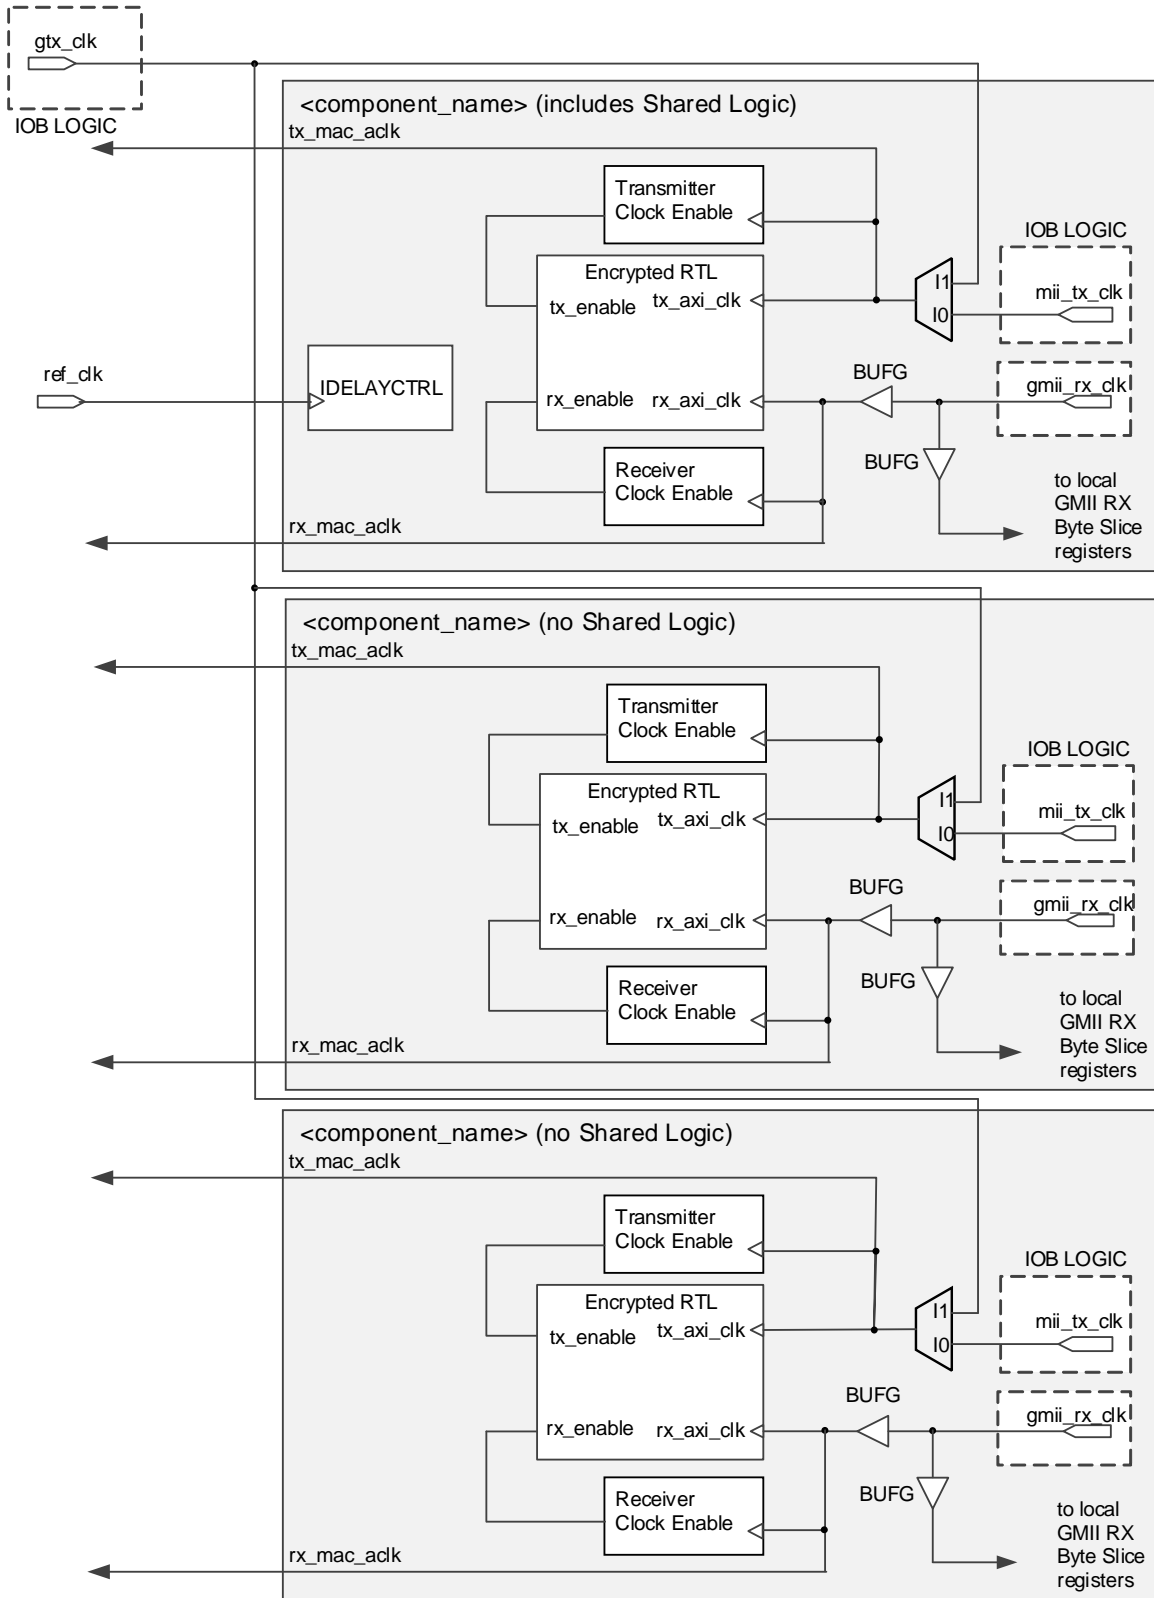 gtx_clk
IOB LOGIC
<component_name> (includes Shared Logic)
tx_mac_aclk
Transmitter
Clock Enable
IOB LOGIC
Encrypted RTL
I1
mii_tx_clk
tx_enable
tx_axi_clk
I0
ref_clk
IDELAYCTRL
BUFG
gmii_rx_clk
rx_enable
rx_axi_clk
BUFG
Receiver
Clock Enable
to local
GMII RX
Byte Slice
registers
rx_mac_aclk
<component_name> (no Shared Logic)
tx_mac_aclk
Transmitter
Clock Enable
IOB LOGIC
Encrypted RTL
I1
mii_tx_clk
tx_enable
tx_axi_clk
I0
BUFG
gmii_rx_clk
rx_enable
rx_axi_clk
BUFG
Receiver
Clock Enable
to local
GMII RX
Byte Slice
registers
rx_mac_aclk
<component_name> (no Shared Logic)
tx_mac_aclk
Transmitter
Clock Enable
IOB LOGIC
Encrypted RTL
I1
mii_tx_clk
tx_enable
tx_axi_clk
I0
BUFG
gmii_rx_clk
rx_enable
rx_axi_clk
BUFG
Receiver
Clock Enable
to local
GMII RX
Byte Slice
registers
rx_mac_aclk